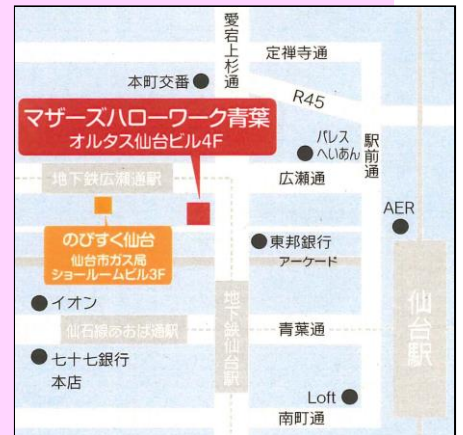 愛宕上杉通
定禅寺通
本町交番
R45
マザーズハローワーク青葉
オルタス仙台ビル4F
パレス
へいあん
駅前通
地下鉄広瀬通駅
広瀬通
AER
のびすく仙台
仙台市ガス局
ショールームビル3F
東邦銀行
アーケード
イオン
地下鉄仙台駅
仙台駅
仙石線あおば通駅
青葉通
七十七銀行
本店
Loft
南町通